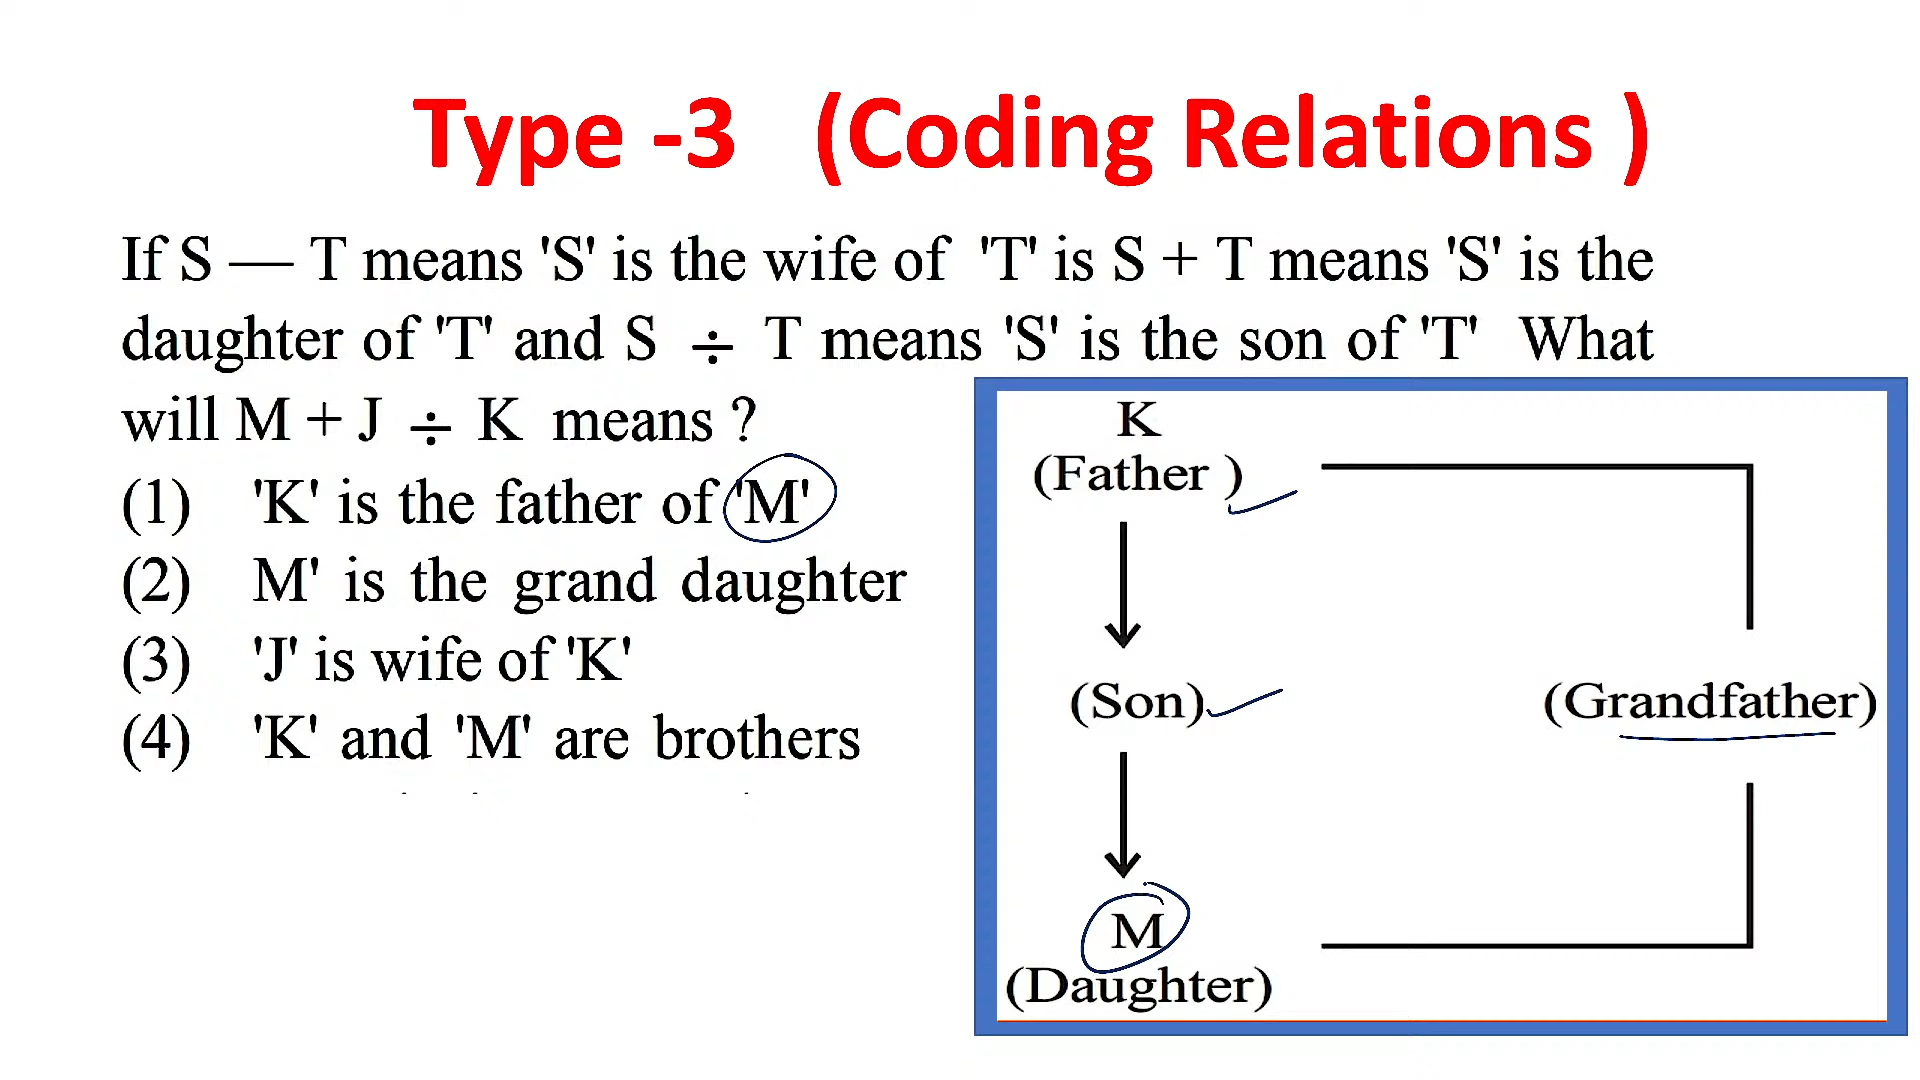 Type -3 (Coding Relations )
If S — T means 'S' is the wife of 'T' is S + T means 'S' is the
daughter of 'T' and S ÷ T means 'S' is the son of 'T' What
will M + J ÷ K means ?
(1) 'K' is the father of 'M'
(2) M' is the grand daughter
(3) 'J' is wife of 'K'
(4) 'K' and 'M' are brothers
K
(Father )
(Son)
(Grandfather)
M
(Daughter)